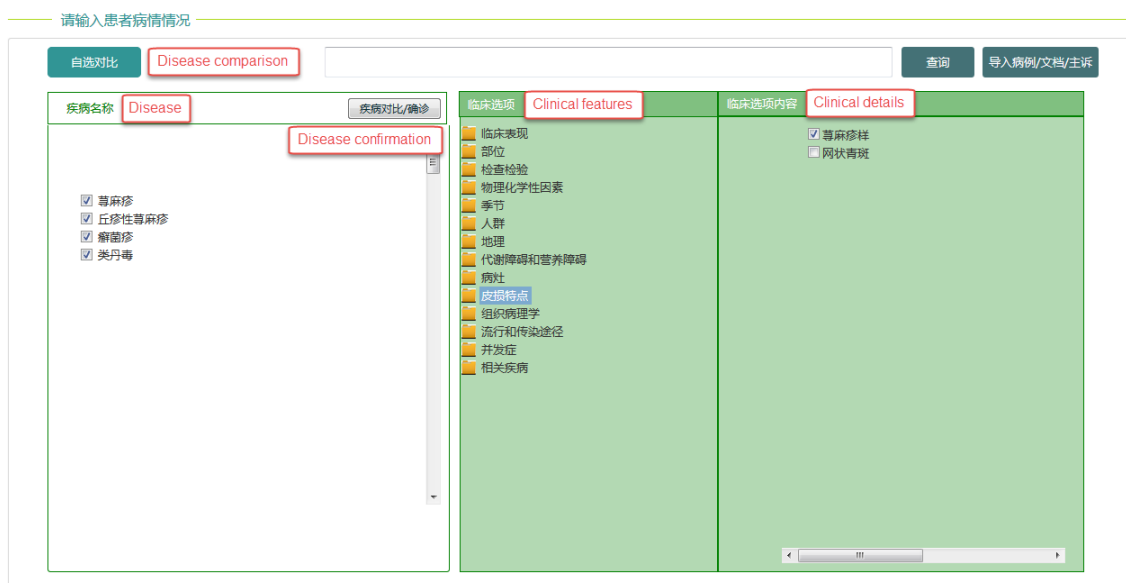 请输入患者病情情况
自选对比 Disease comparison 查询 导入病例/文档/主诉
疾病名称 Disease 疾病对比/确诊
Disease confirmation
荨麻疹
丘疹性荨麻疹
癣菌疹
类丹毒
临床选项 Clinical features
临床表现
部位
检查检验
物理化学性因素
季节
人群
地理
代谢障碍和营养障碍
病灶
皮损特点
组织病理学
流行和传染途径
并发症
相关疾病
临床选项内容 Clinical details
荨麻疹样
网状青斑